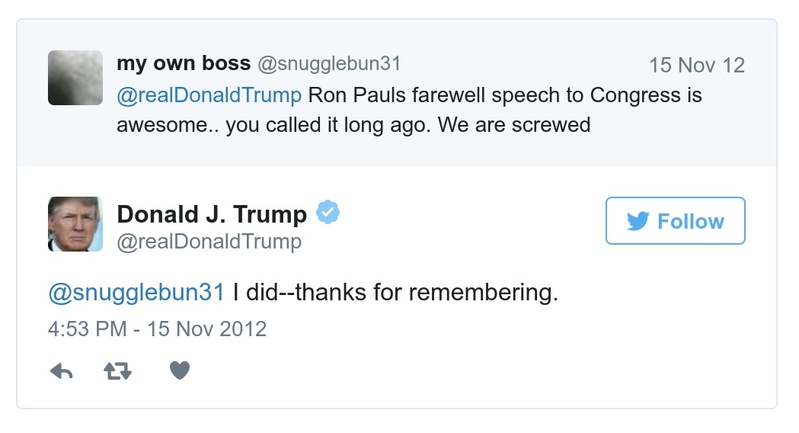 my own boss @snugglebun31 15 Nov 12
@realDonaldTrump Ron Pauls farewell speech to Congress is
awesome.. you called it long ago. We are screwed
Donald J. Trump
@realDonaldTrump
Follow
@snugglebun31 I did--thanks for remembering.
4:53 PM - 15 Nov 2012